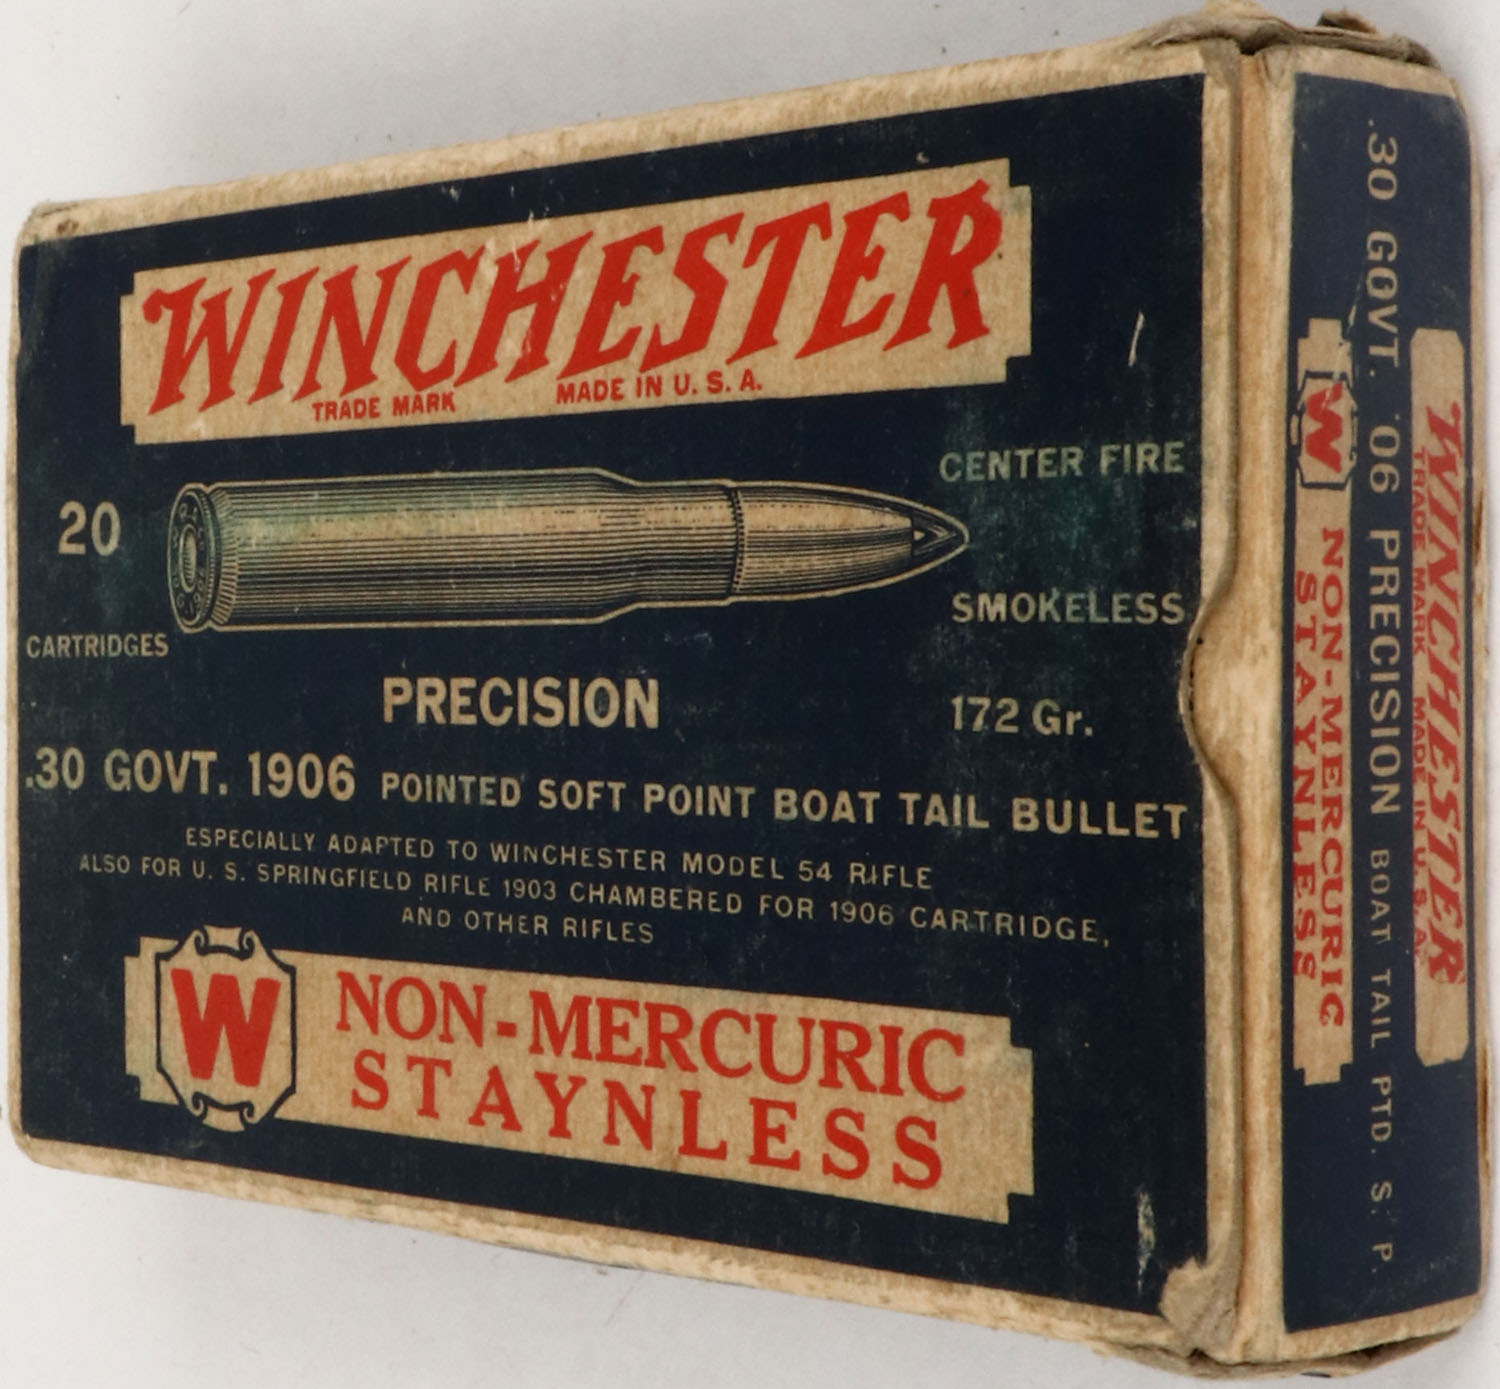 WINCHESTER
TRADE MARK MADE IN U. S. A.
CENTER FIRE
20
CARTRIDGES
SMOKELESS
PRECISION
172 Gr.
.30 GOVT. 1906 POINTED SOFT POINT BOAT TAIL BULLET
ESPECIALLY ADAPTED TO WINCHESTER MODEL 54 RIFLE
ALSO FOR U. S. SPRINGFIELD RIFLE 1903 CHAMBERED FOR 1906 CARTRIDGE,
AND OTHER RIFLES
W
NON-MERCURIC
STAYNLESS
WINCHESTER
TRADE MARK MADE IN U. S. A.
.30 GOVT. '06 PRECISION BOAT TAIL PTD. S. P.
W
NON-MERCURIC
STAYNLESS